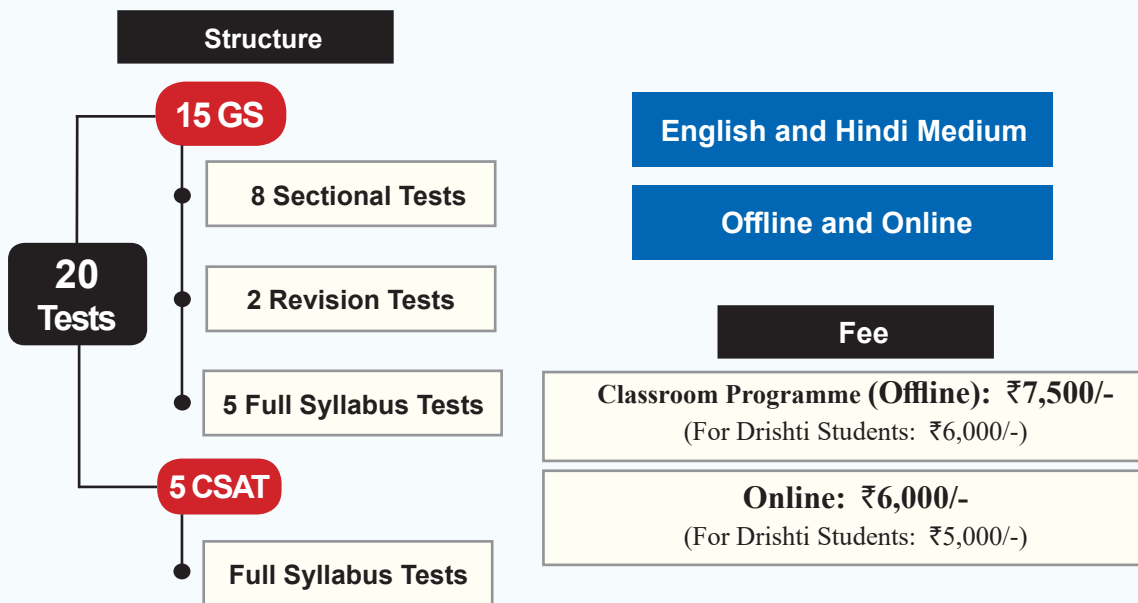 Structure
15 GS
8 Sectional Tests
2 Revision Tests
5 Full Syllabus Tests
20
Tests
5 CSAT
Full Syllabus Tests
English and Hindi Medium
Offline and Online
Fee
Classroom Programme (Offline): ₹7,500/-
(For Drishti Students: ₹6,000/-)
Online: ₹6,000/-
(For Drishti Students: ₹5,000/-)